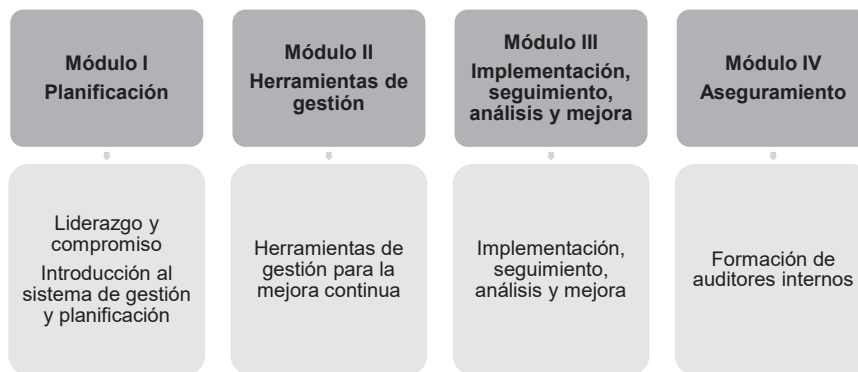 Módulo I
Planificación
Módulo II
Herramientas de
gestión
Módulo III
Implementación,
seguimiento,
análisis y mejora
Módulo IV
Aseguramiento
Liderazgo y
compromiso
Introducción al
sistema de gestión
y planificación
Herramientas de
gestión para la
mejora continua
Implementación,
seguimiento,
análisis y mejora
Formación de
auditores internos